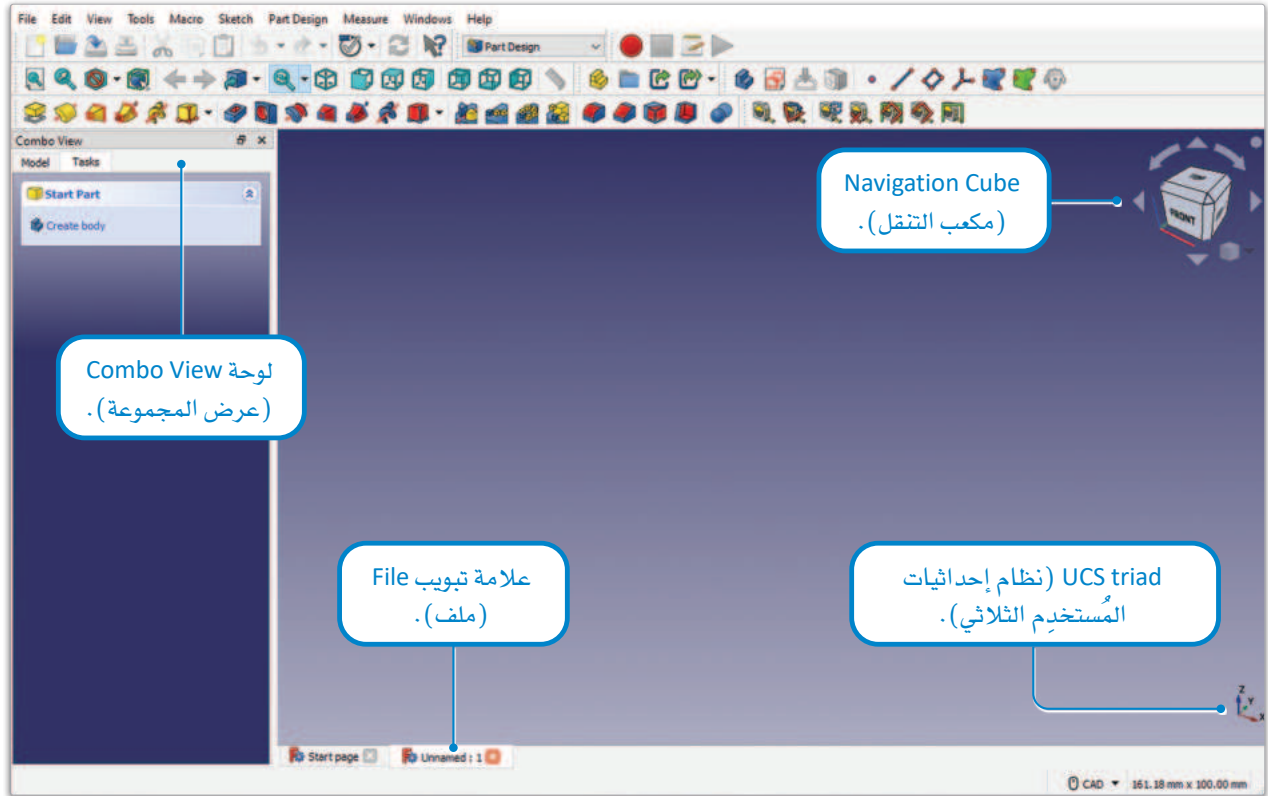 File Edit View Tools Macro Sketch Part Design Measure Windows Help
Part Design
Combo View
Model Tasks
Start Part
Create body
Navigation Cube
(مكعب التنقل).
FRONT
لوحة Combo View
(عرض المجموعة).
علامة تبويب File
(ملف).
UCS triad (نظام إحداثيات
المُستخدِم الثلاثي).
Z
Y
X
Start page Unnamed : 1
CAD 161.18 mm x 100.00 mm